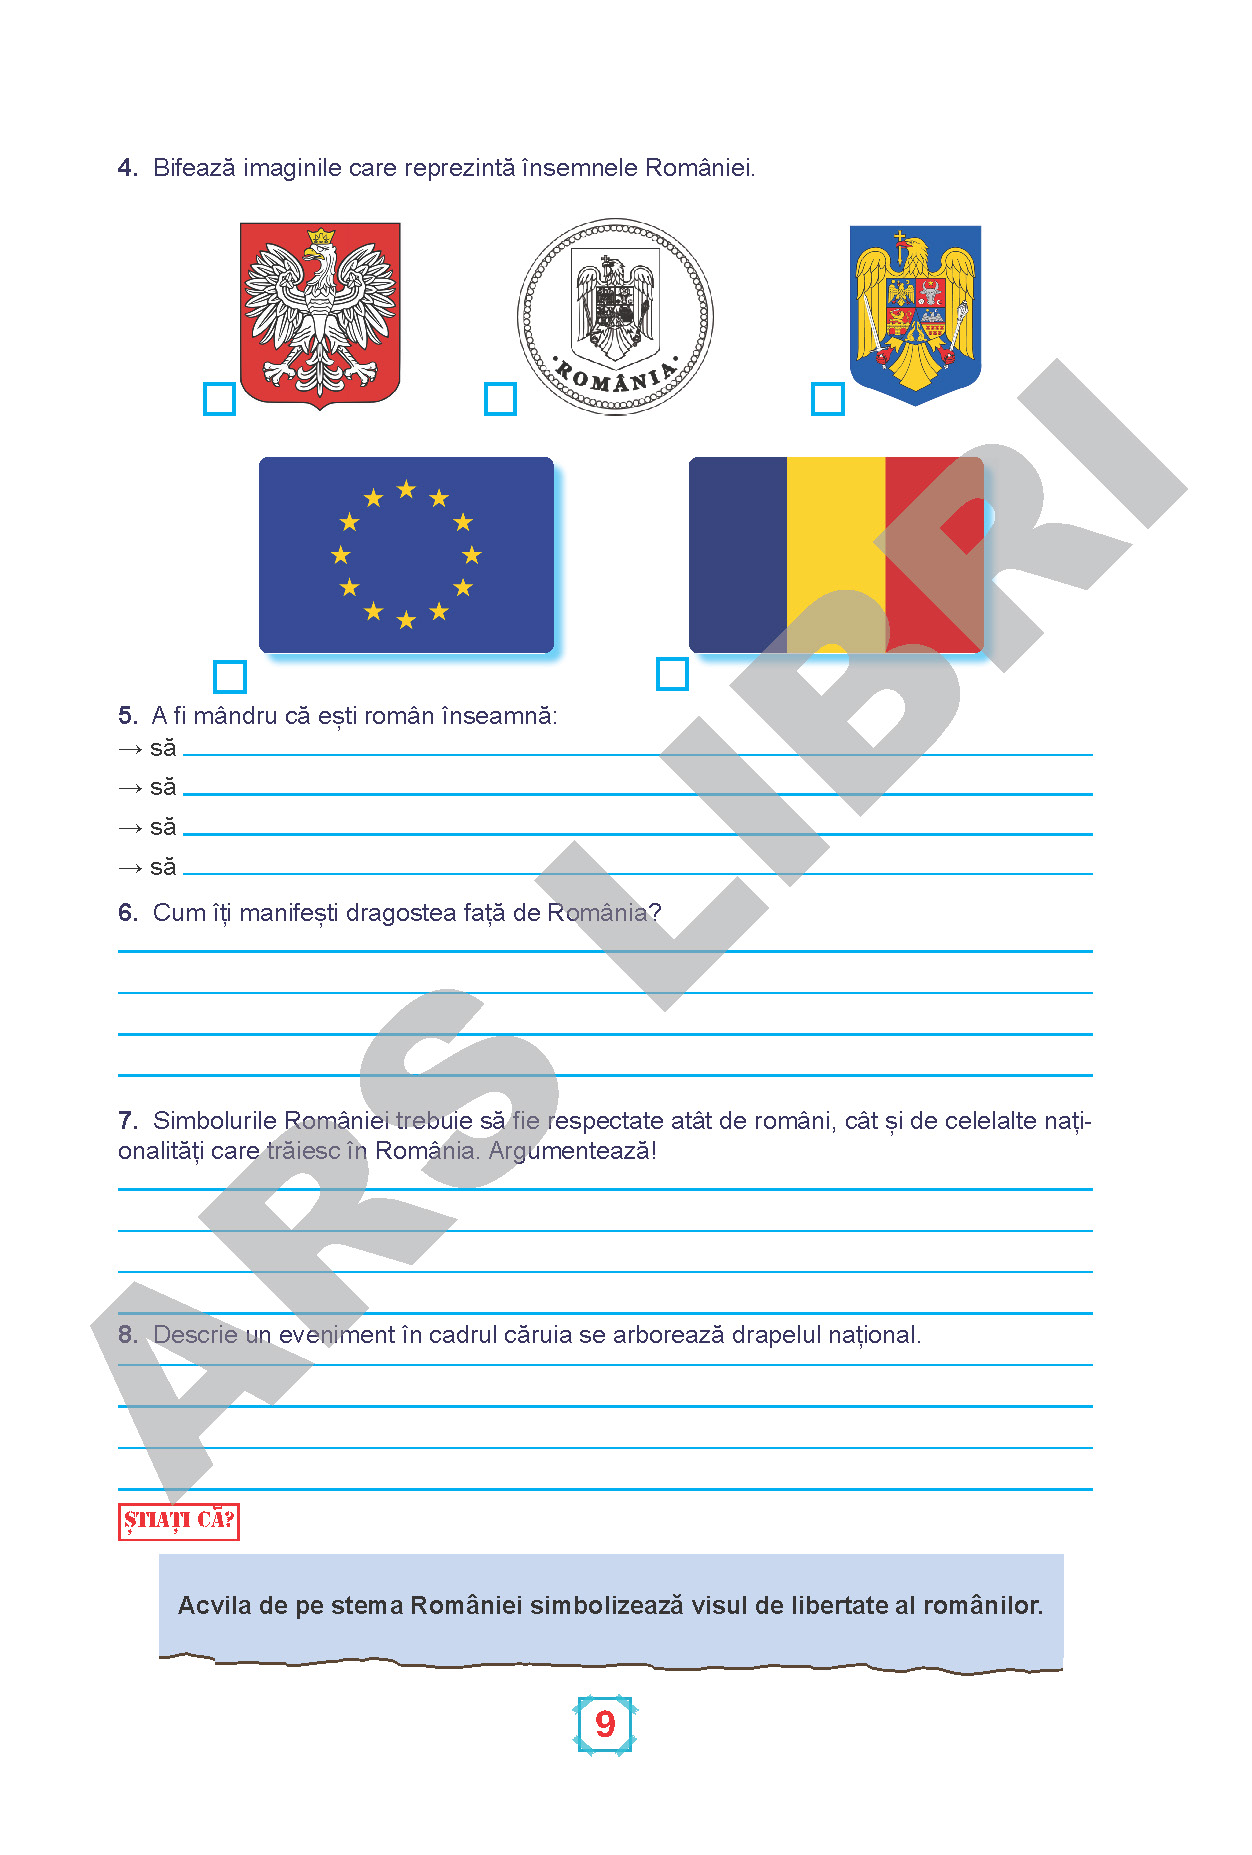 4. Bifează imaginile care reprezintă însemnele României.
·ROMÂNIA·
5. A fi mândru că ești român înseamnă:
→ să
→ să
→ să
→ să
6. Cum îți manifești dragostea față de România?
7. Simbolurile României trebuie să fie respectate atât de români, cât și de celelalte nați-
onalități care trăiesc în România. Argumentează!
8. Descrie un eveniment în cadrul căruia se arborează drapelul național.
ȘTIAȚI CĂ?
Acvila de pe stema României simbolizează visul de libertate al românilor.
9
ARS LIBRI